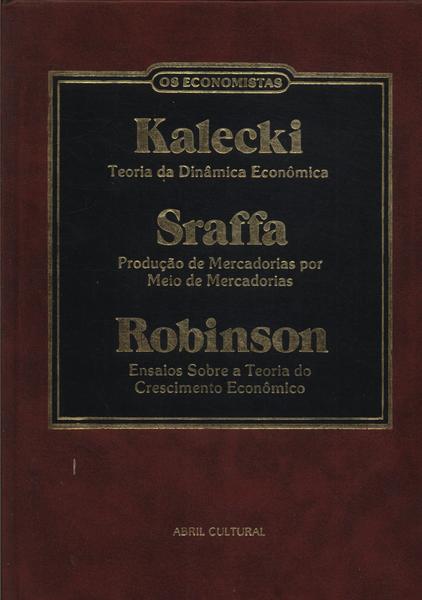 OS ECONOMISTAS
Kalecki
Teoria da Dinâmica Econômica
Sraffa
Produção de Mercadorias por
Meio de Mercadorias
Robinson
Ensaios Sobre a Teoria do
Crescimento Econômico
ABRIL CULTURAL